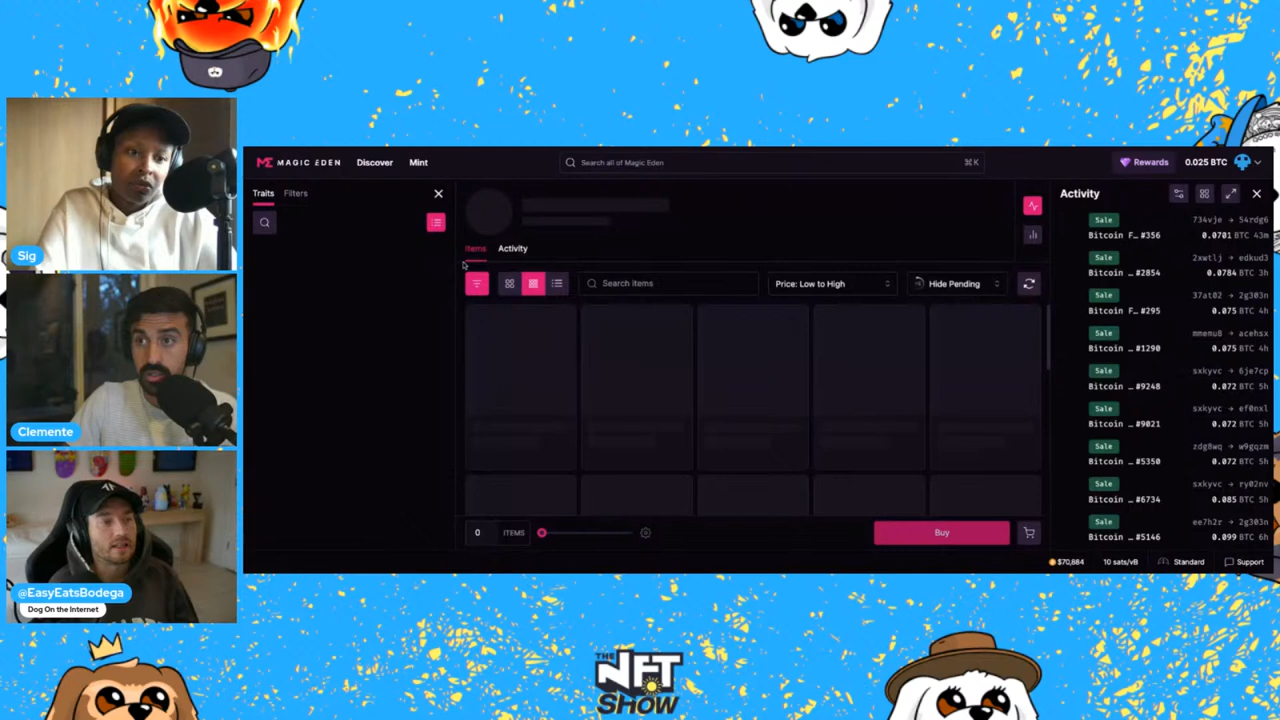 Sig
Clemente
@EasyEatsBodega
Dog On the Internet
MAGIC EDEN
Discover
Mint
Search all of Magic Eden
⌘K
Rewards
0.025 BTC
Traits
Filters
Items
Activity
Search items
Price: Low to High
Hide Pending
0
ITEMS
Buy
Activity
Sale
734vje → 54rdg6
Bitcoin F… #356
0.0701 BTC 43m
Sale
2xwtlj → edkud3
Bitcoin … #2854
0.0784 BTC 3h
Sale
37at02 → 2g303n
Bitcoin F… #295
0.075 BTC 4h
Sale
mmemu8 → acehsx
Bitcoin … #1290
0.075 BTC 4h
Sale
sxkyvc → 6je7cp
Bitcoin … #9248
0.072 BTC 5h
Sale
sxkyvc → ef0nxl
Bitcoin … #9021
0.072 BTC 5h
Sale
zdg8wq → w9gqzm
Bitcoin … #5350
0.072 BTC 5h
Sale
sxkyvc → ry02nv
Bitcoin … #6734
0.085 BTC 5h
Sale
ee7h2r → 2g303n
Bitcoin … #5146
0.099 BTC 6h
$70,884
10 sats/vB
Standard
Support
THE
NFT
SHOW